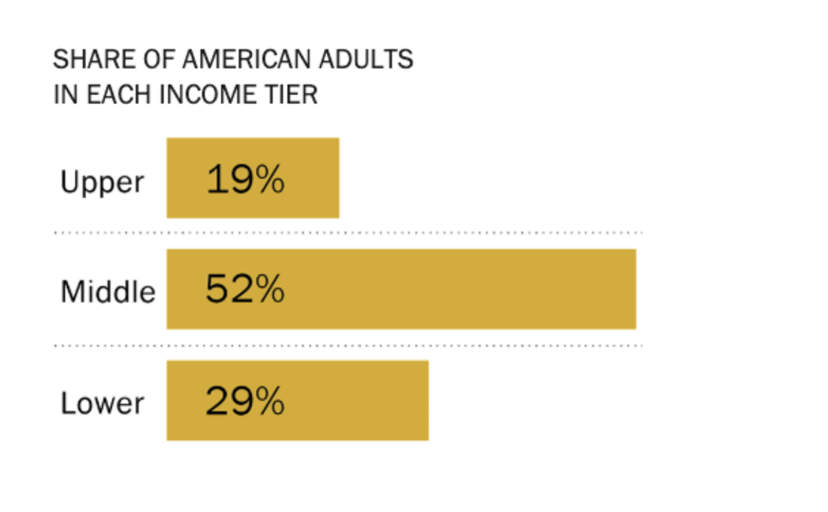 SHARE OF AMERICAN ADULTS
IN EACH INCOME TIER
Upper 19%
Middle 52%
Lower 29%